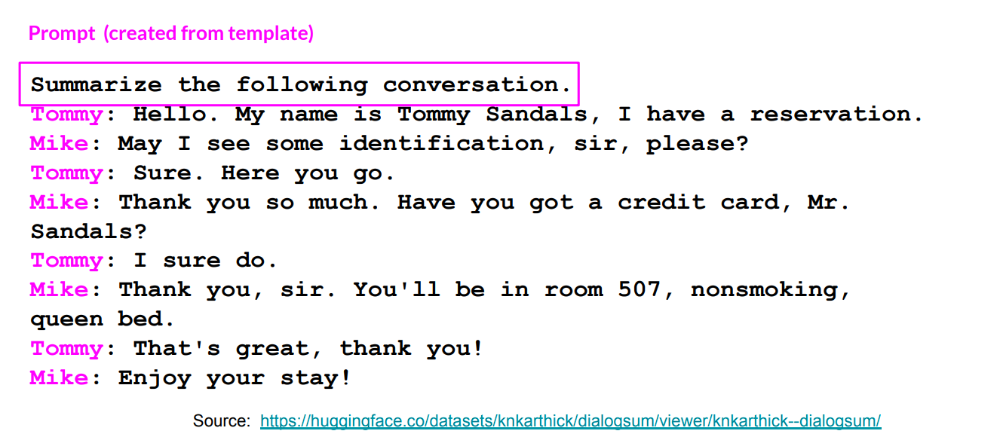 Prompt (created from template)
Summarize the following conversation.
Tommy: Hello. My name is Tommy Sandals, I have a reservation.
Mike: May I see some identification, sir, please?
Tommy: Sure. Here you go.
Mike: Thank you so much. Have you got a credit card, Mr.
Sandals?
Tommy: I sure do.
Mike: Thank you, sir. You'll be in room 507, nonsmoking,
queen bed.
Tommy: That's great, thank you!
Mike: Enjoy your stay!
Source: https://huggingface.co/datasets/knkarthick/dialogsum/viewer/knkarthick--dialogsum/